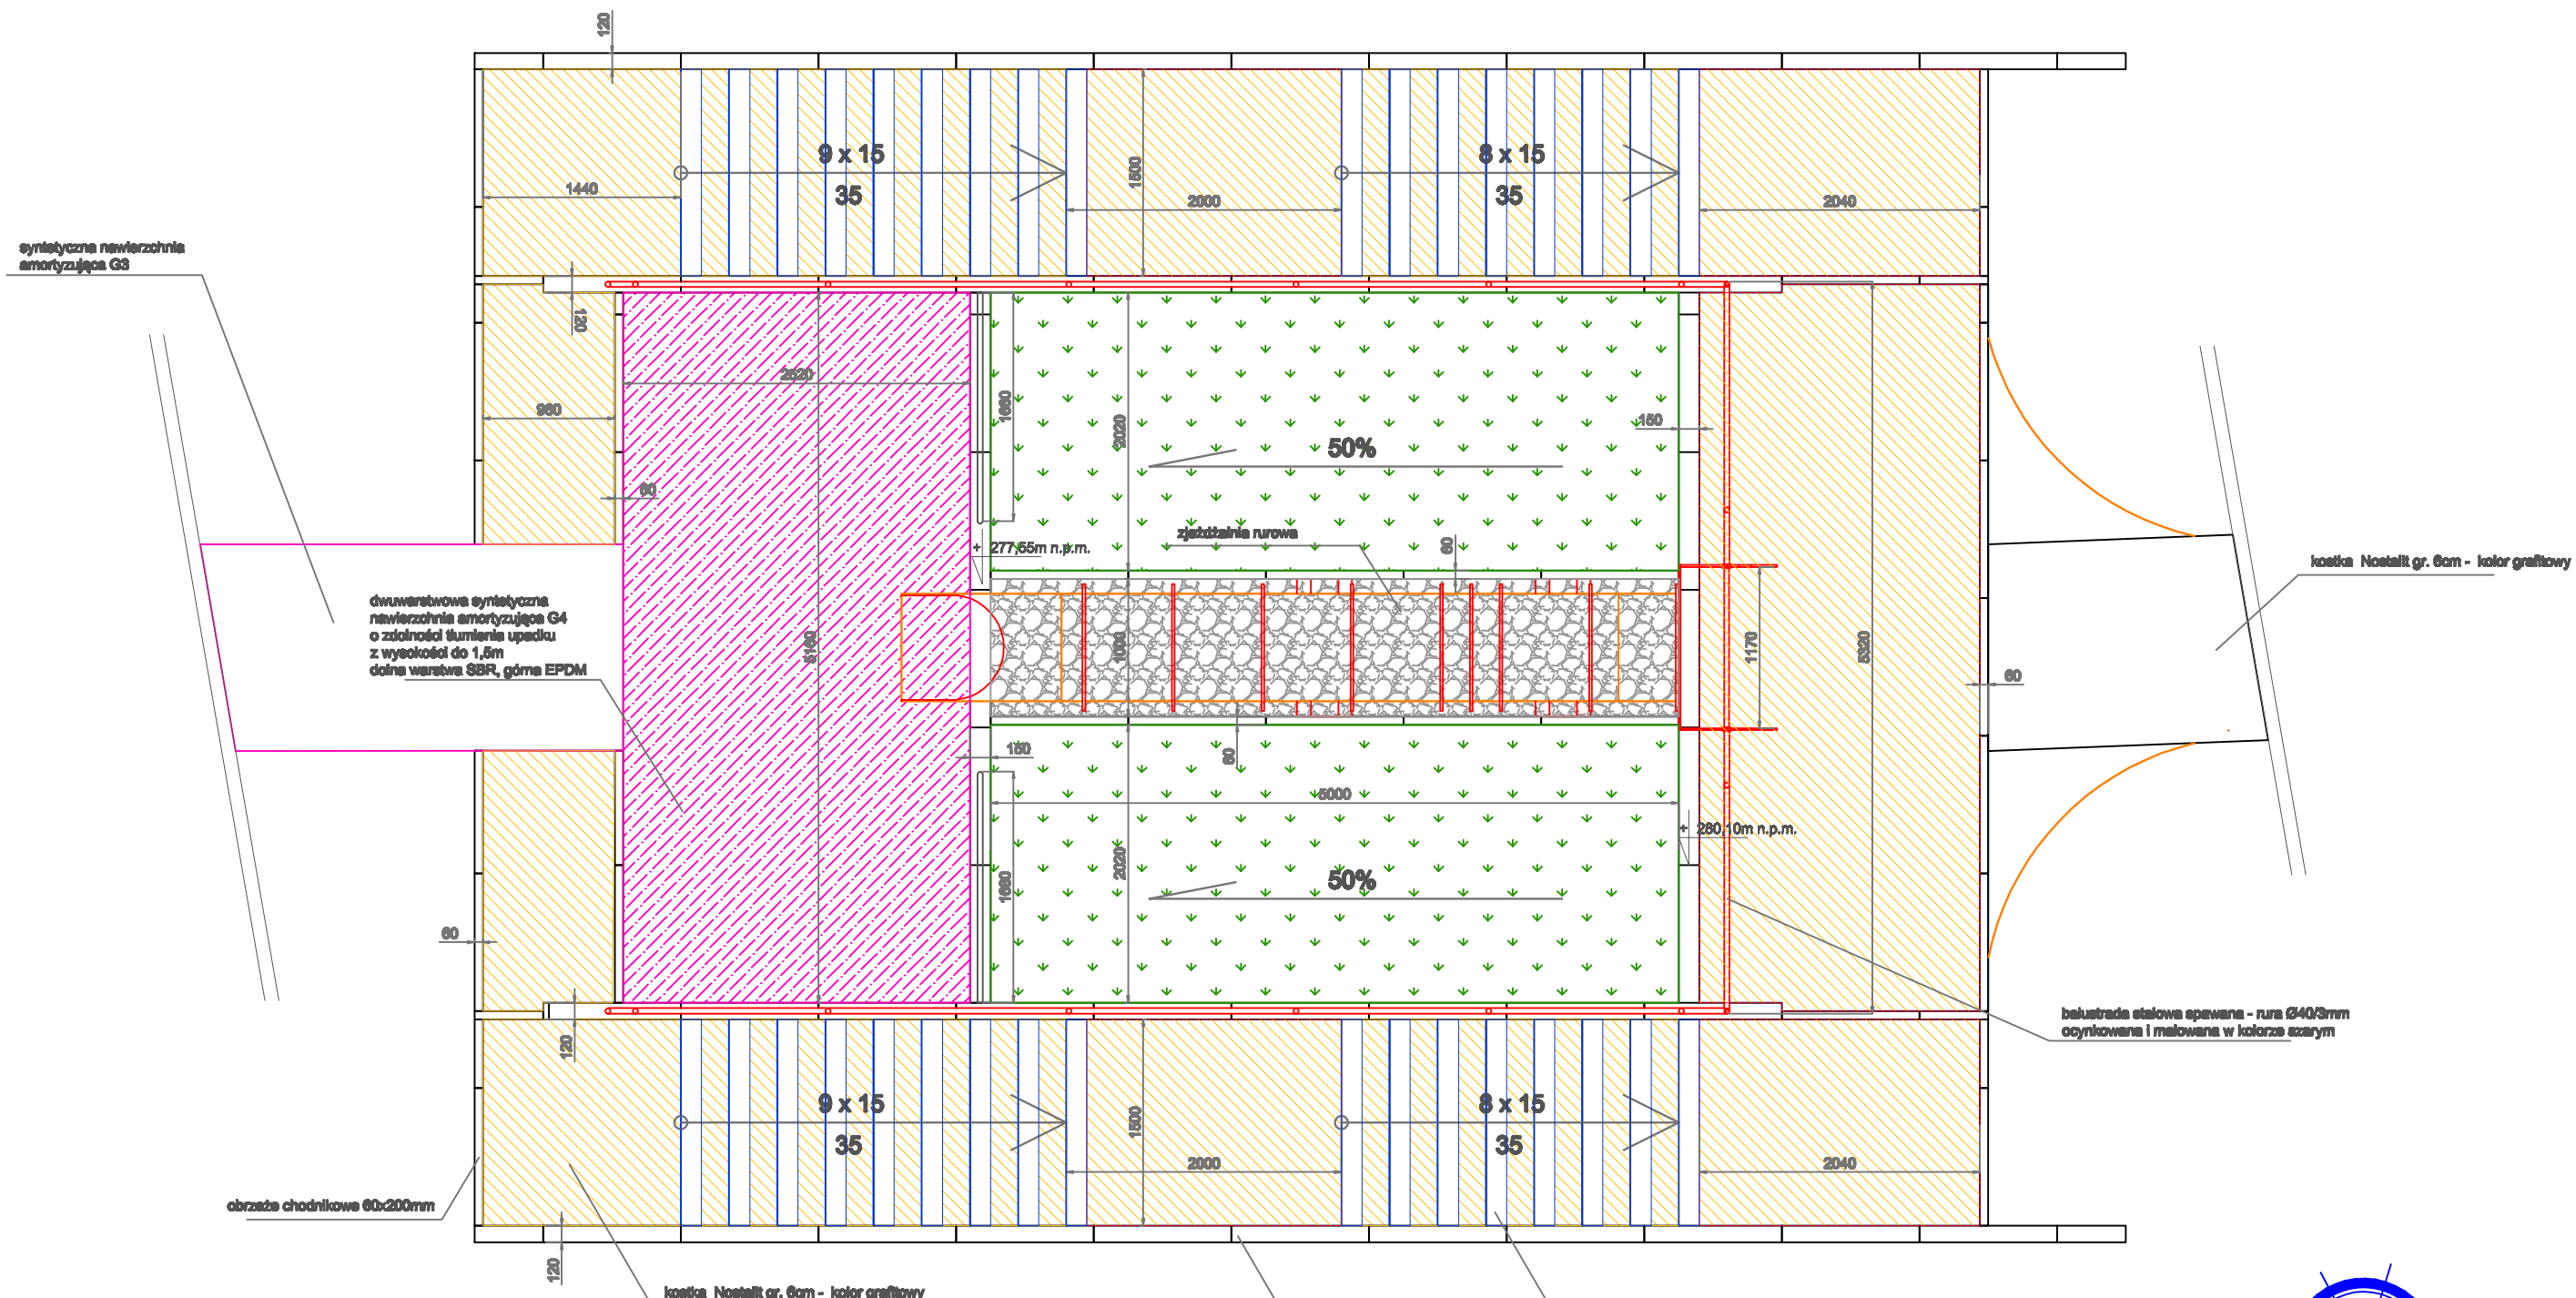 120
9 x 15
35
8 x 15
35
1440
1500
2000
2040
syntetyczna nawierzchnia
amortyzująca G3
120
2520
960
1680
2020
150
50%
60
zjeżdżalnia rurowa
60
+ 277,55m n.p.m.
kostka Nostalit gr. 6cm - kolor grafitowy
dwuwarstwowa syntetyczna
nawierzchnia amortyzująca G4
o zdolności tłumienia upadku
z wysokości do 1,5m
dolna warstwa SBR, górna EPDM
5160
1000
1170
5320
60
150
60
5000
+ 280,10m n.p.m.
2020
1680
50%
60
balustrada stalowa spawana - rura Ø40/3mm
ocynkowana i malowana w kolorze szarym
120
9 x 15
35
8 x 15
35
1500
2000
2040
obrzeże chodnikowe 60x200mm
120
kostka Nostalit gr. 6cm - kolor grafitowy